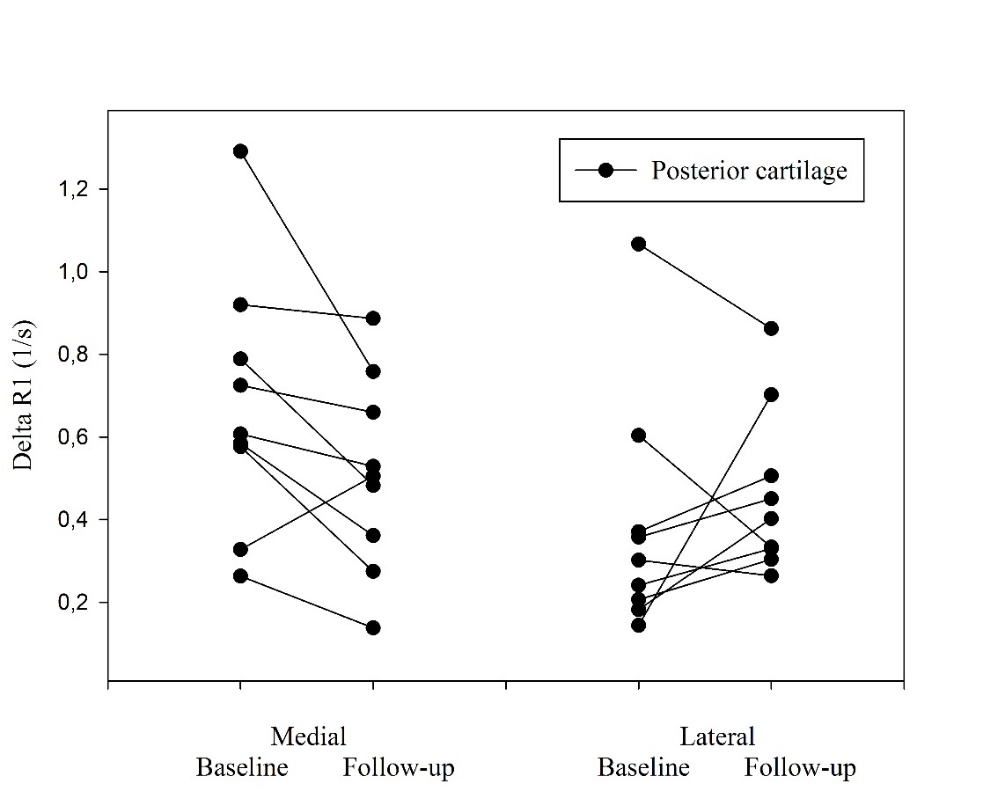 Posterior cartilage
1,2
1,0
0,8
0,6
0,4
0,2
Delta R1 (1/s)
Medial Lateral
Baseline Follow-up Baseline Follow-up